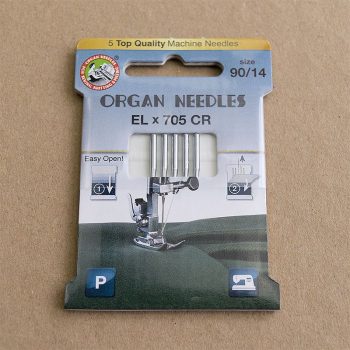 5 Top Quality Machine Needles
size
90/14
ORGAN NEEDLES
EL x 705 CR
Easy Open!
1
2
P